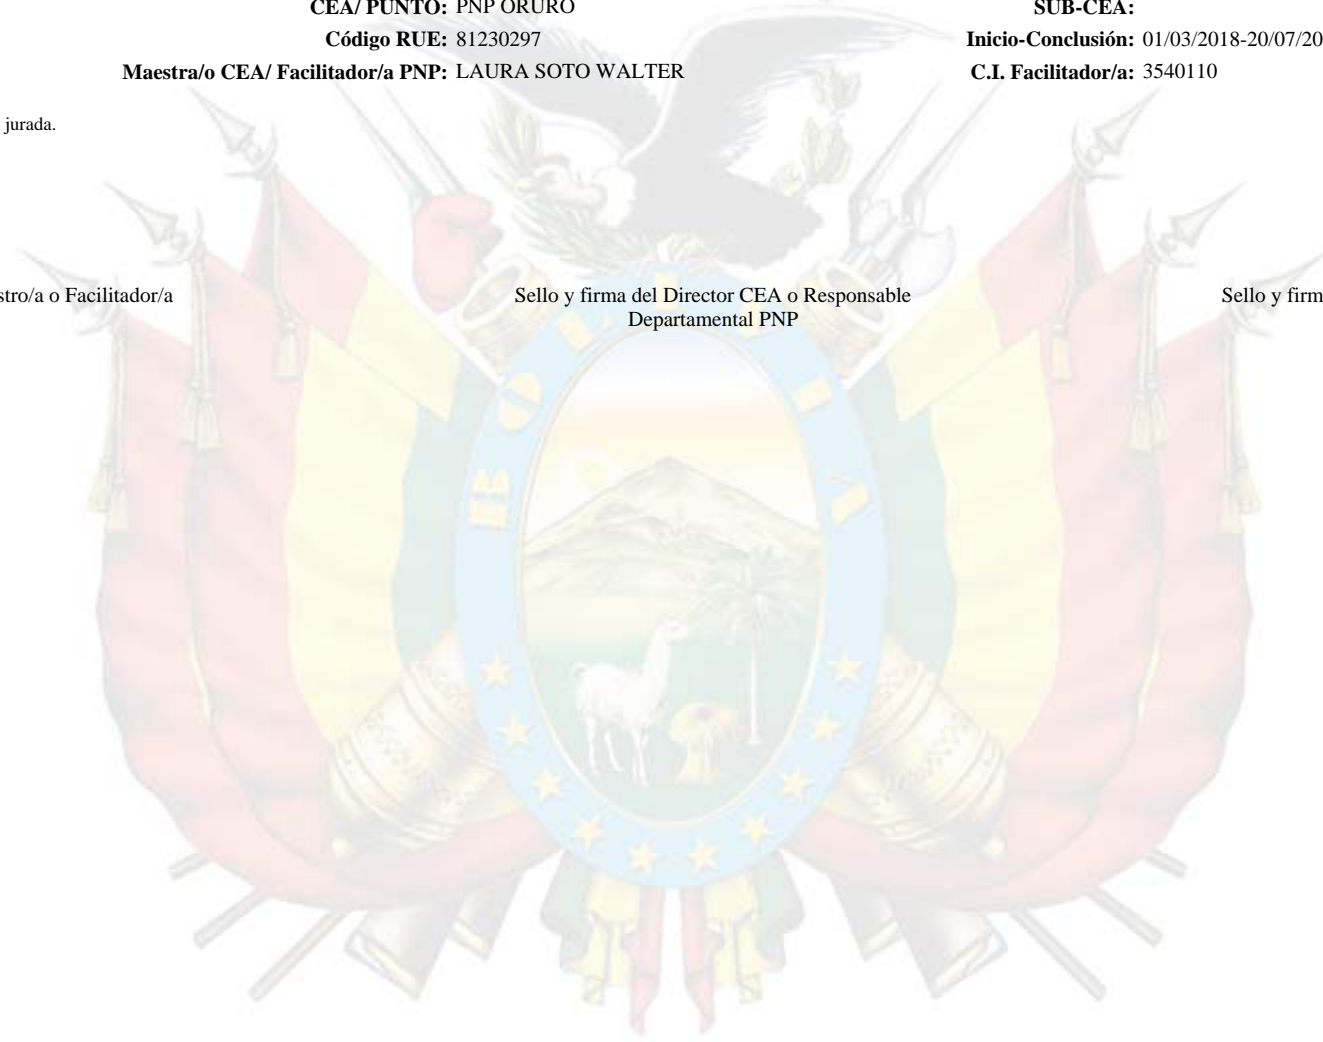 CEA/ PUNTO: PNP ORURO SUB-CEA:
Código RUE: 81230297 Inicio-Conclusión: 01/03/2018-20/07/20
Maestra/o CEA/ Facilitador/a PNP: LAURA SOTO WALTER C.I. Facilitador/a: 3540110
jurada.
stro/a o Facilitador/a Sello y firma del Director CEA o Responsable Sello y firm
Departamental PNP
BOLIVIA